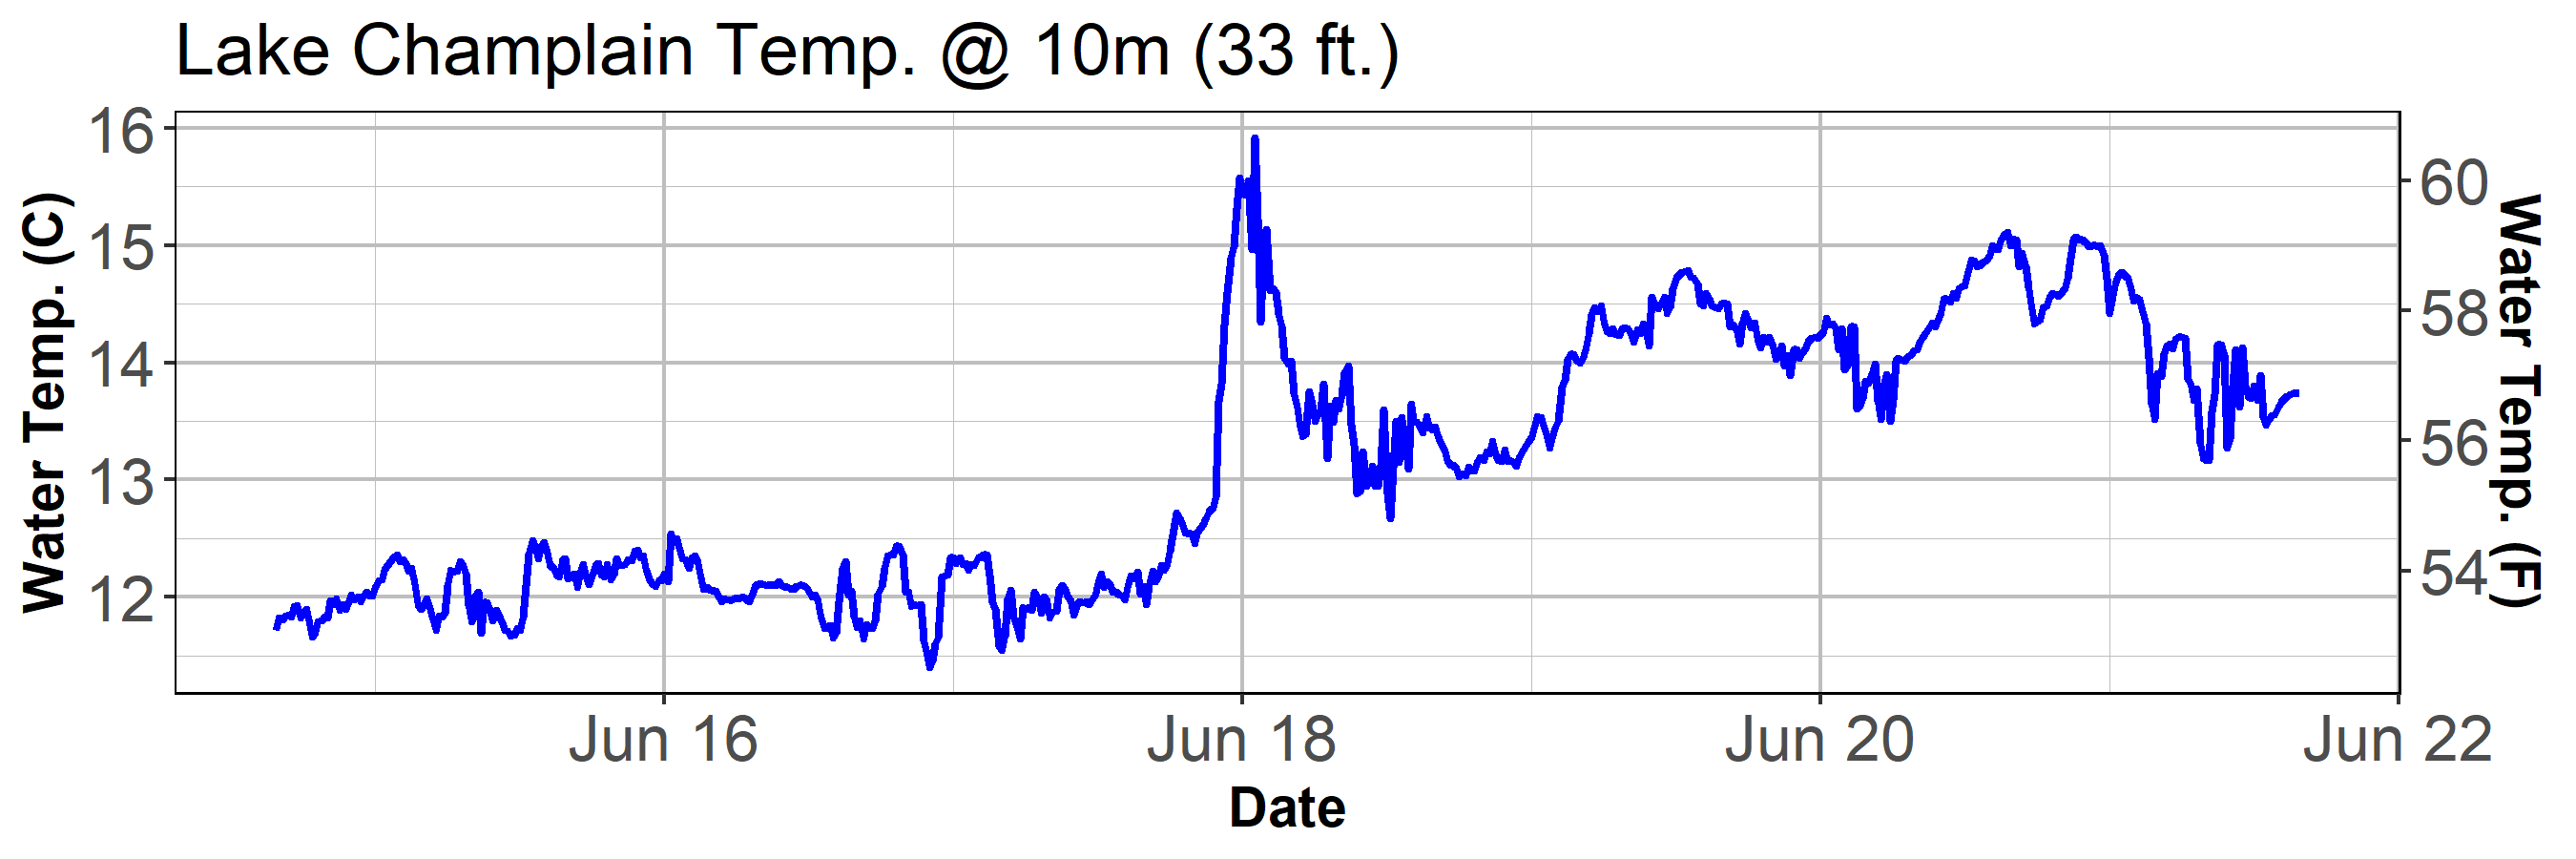 Lake Champlain Temp. @ 10m (33 ft.)
Water Temp. (C)
16
15
14
13
12
60
58
56
54
Water Temp. (F)
Jun 16 Jun 18 Jun 20 Jun 22
Date